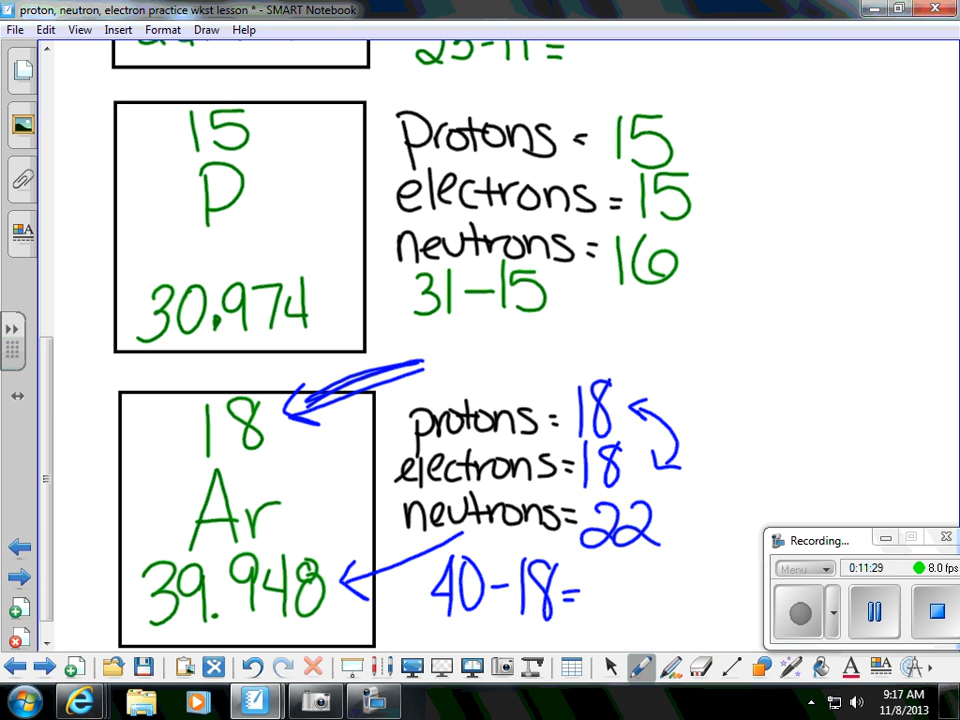 proton, neutron, electron practice wkst lesson * - SMART Notebook
File Edit View Insert Format Draw Help
23-11=
15
P
30.974
Protons = 15
electrons = 15
neutrons = 16
31-15
18
Ar
39.948
protons = 18
electrons = 18
neutrons = 22
40-18=
Recording...
Menu
0:11:29
8.0 fps
9:17 AM
11/8/2013